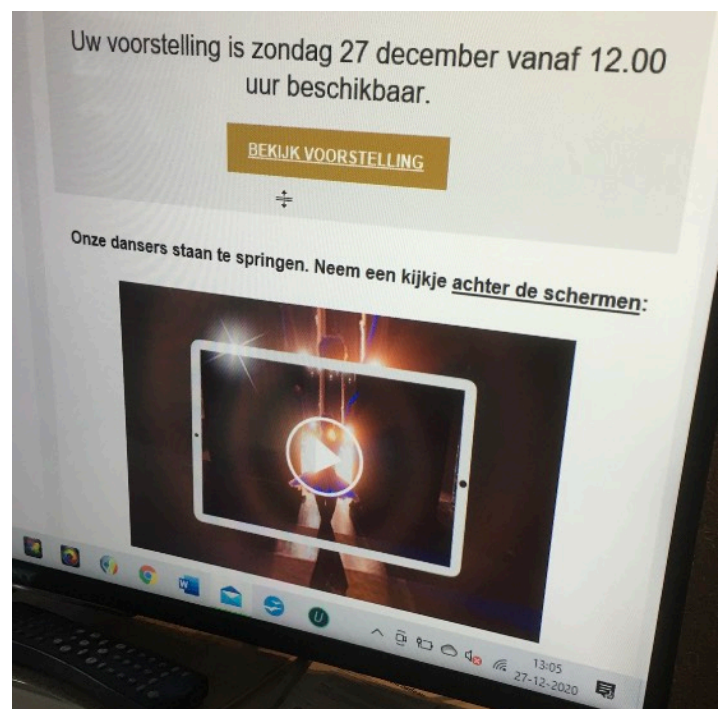 Uw voorstelling is zondag 27 december vanaf 12.00
uur beschikbaar.
BEKIJK VOORSTELLING
Onze dansers staan te springen. Neem een kijkje achter de schermen:
13:05
27-12-2020